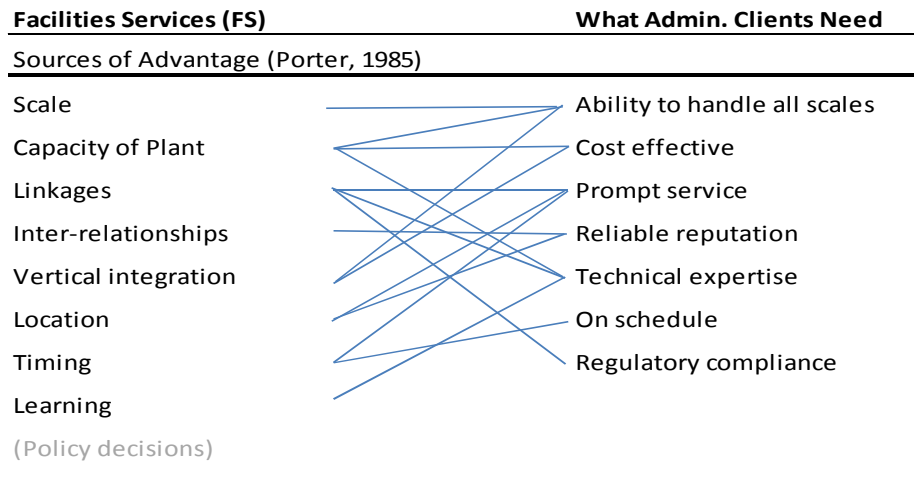 Facilities Services (FS) What Admin. Clients Need
Sources of Advantage (Porter, 1985)
Scale Ability to handle all scales
Capacity of Plant Cost effective
Linkages Prompt service
Inter-relationships Reliable reputation
Vertical integration Technical expertise
Location On schedule
Timing Regulatory compliance
Learning
(Policy decisions)